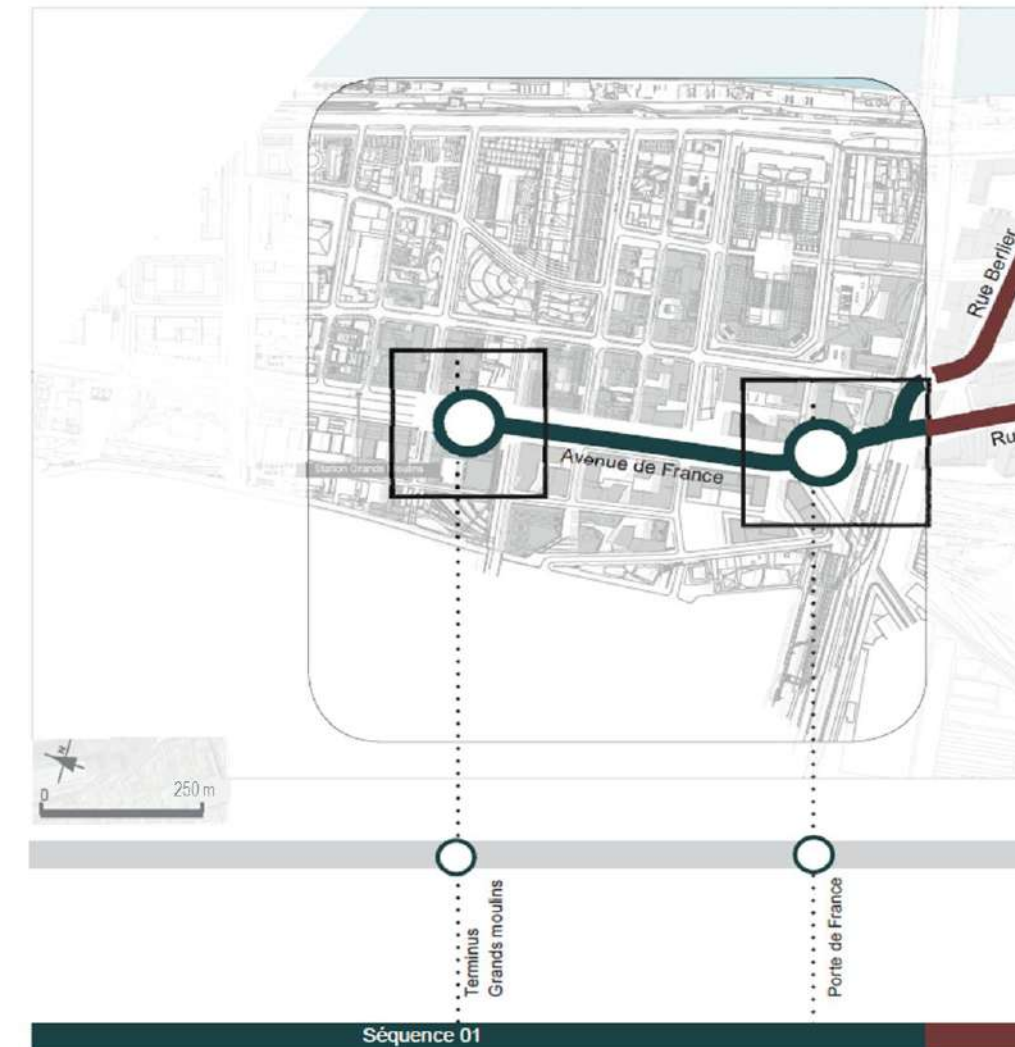 Rue Berlier
Ru
Avenue de France
Station Grands Moulins
N
0
250 m
Terminus
Grands moulins
Porte de France
Séquence 01